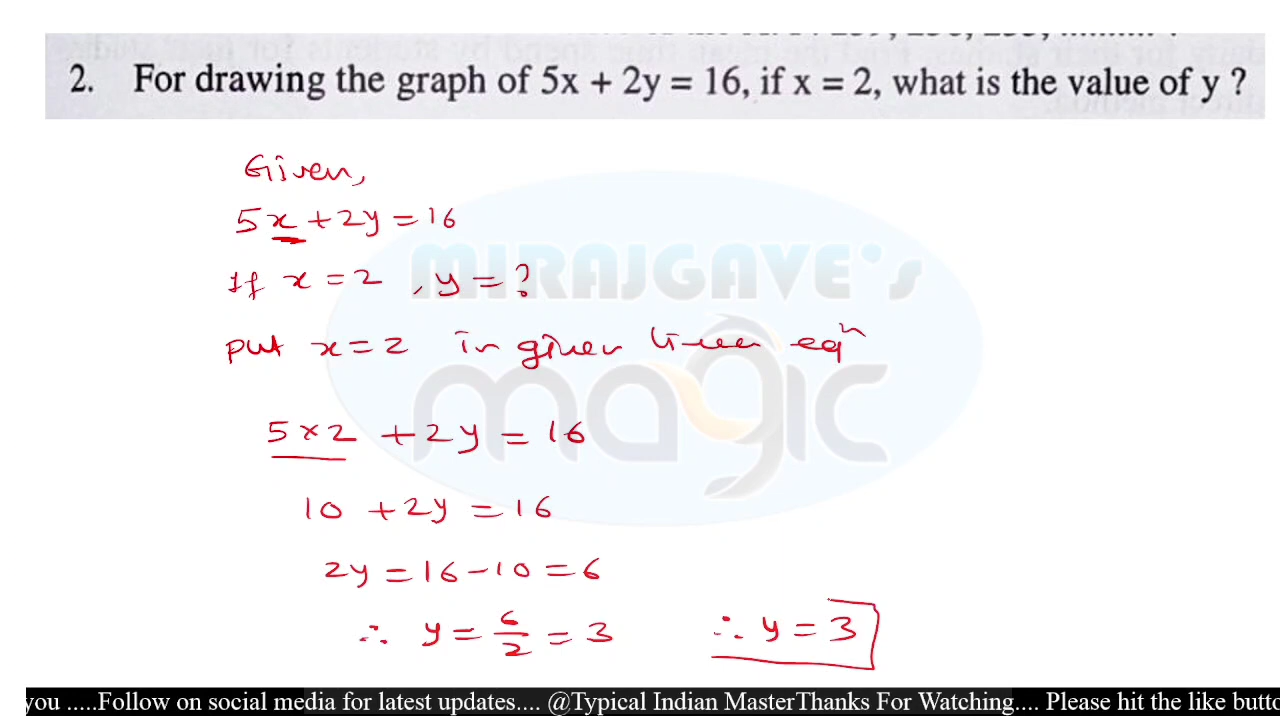 2. For drawing the graph of 5x + 2y = 16, if x = 2, what is the value of y ?
Given,
5x + 2y = 16
If x = 2 , y = ?
put x = 2 in given linear eqⁿ
MIRAJGAVE's
magic
5 × 2 + 2y = 16
10 + 2y = 16
2y = 16 - 10 = 6
∴ y = 6/2 = 3 ∴ y = 3
you .....Follow on social media for latest updates.... @Typical Indian MasterThanks For Watching.... Please hit the like butto